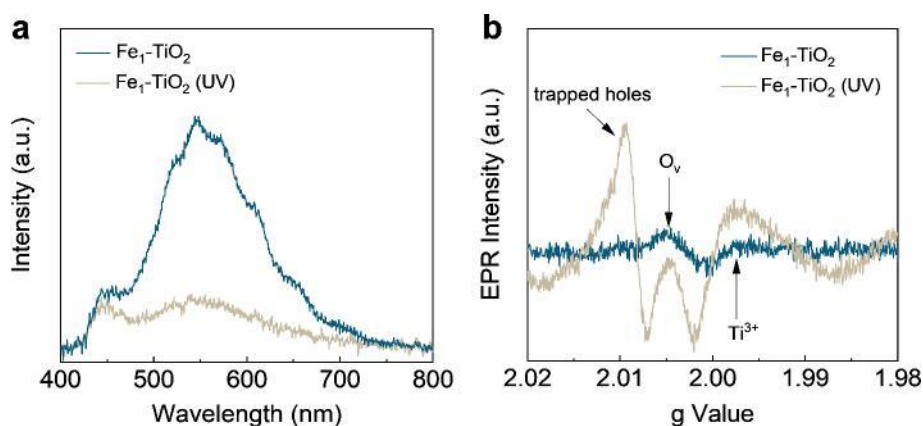 a
Fe₁-TiO₂
Fe₁-TiO₂ (UV)
Intensity (a.u.)
400 500 600 700 800
Wavelength (nm)
b
Fe₁-TiO₂
Fe₁-TiO₂ (UV)
trapped holes
Oᵥ
Ti³⁺
EPR Intensity (a.u.)
2.02 2.01 2.00 1.99 1.98
g Value